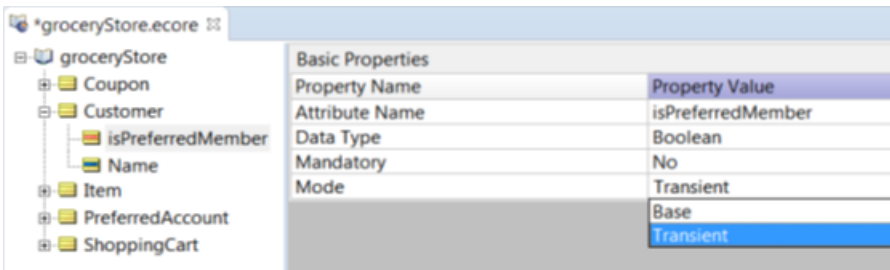 *groceryStore.ecore
groceryStore
Coupon
Customer
isPreferredMember
Name
Item
PreferredAccount
ShoppingCart
Basic Properties
Property Name Property Value
Attribute Name isPreferredMember
Data Type Boolean
Mandatory No
Mode Transient
Base
Transient